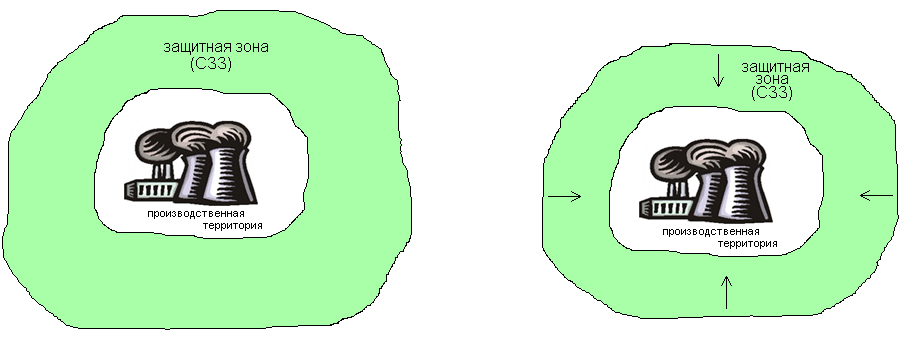 защитная зона
(СЗЗ)
производственная
территория
защитная
зона
(СЗЗ)
производственная
территория